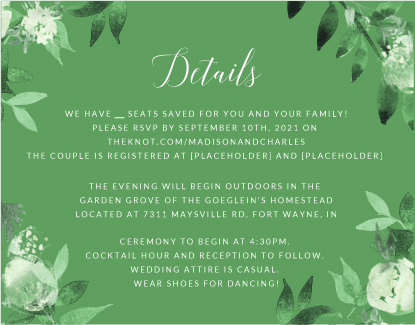 Details
WE HAVE __ SEATS SAVED FOR YOU AND YOUR FAMILY!
PLEASE RSVP BY SEPTEMBER 10TH, 2021 ON
THEKNOT.COM/MADISONANDCHARLES
THE COUPLE IS REGISTERED AT [PLACEHOLDER] AND [PLACEHOLDER]
THE EVENING WILL BEGIN OUTDOORS IN THE
GARDEN GROVE OF THE GOEGLEIN'S HOMESTEAD
LOCATED AT 7311 MAYSVILLE RD, FORT WAYNE, IN
CEREMONY TO BEGIN AT 4:30PM.
COCKTAIL HOUR AND RECEPTION TO FOLLOW.
WEDDING ATTIRE IS CASUAL.
WEAR SHOES FOR DANCING!